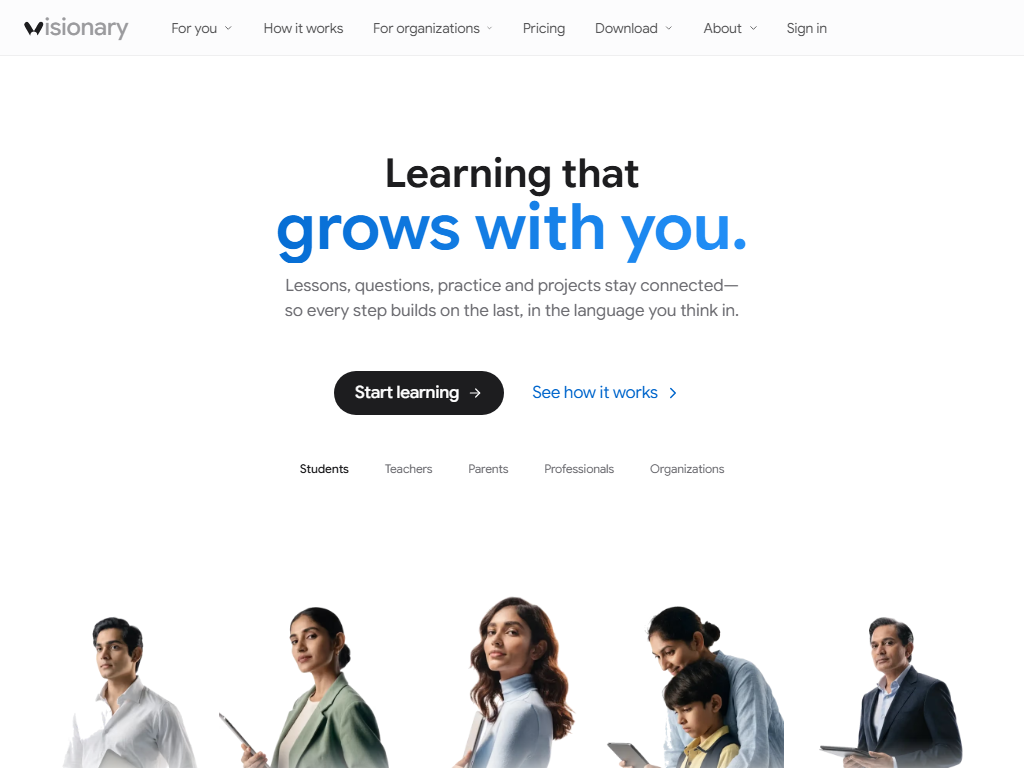 Visionary
For you
How it works
For organizations
Pricing
Download
About
Sign in
Learning that
grows with you.
Lessons, questions, practice and projects stay connected—
so every step builds on the last, in the language you think in.
Start learning
See how it works
Students
Teachers
Parents
Professionals
Organizations